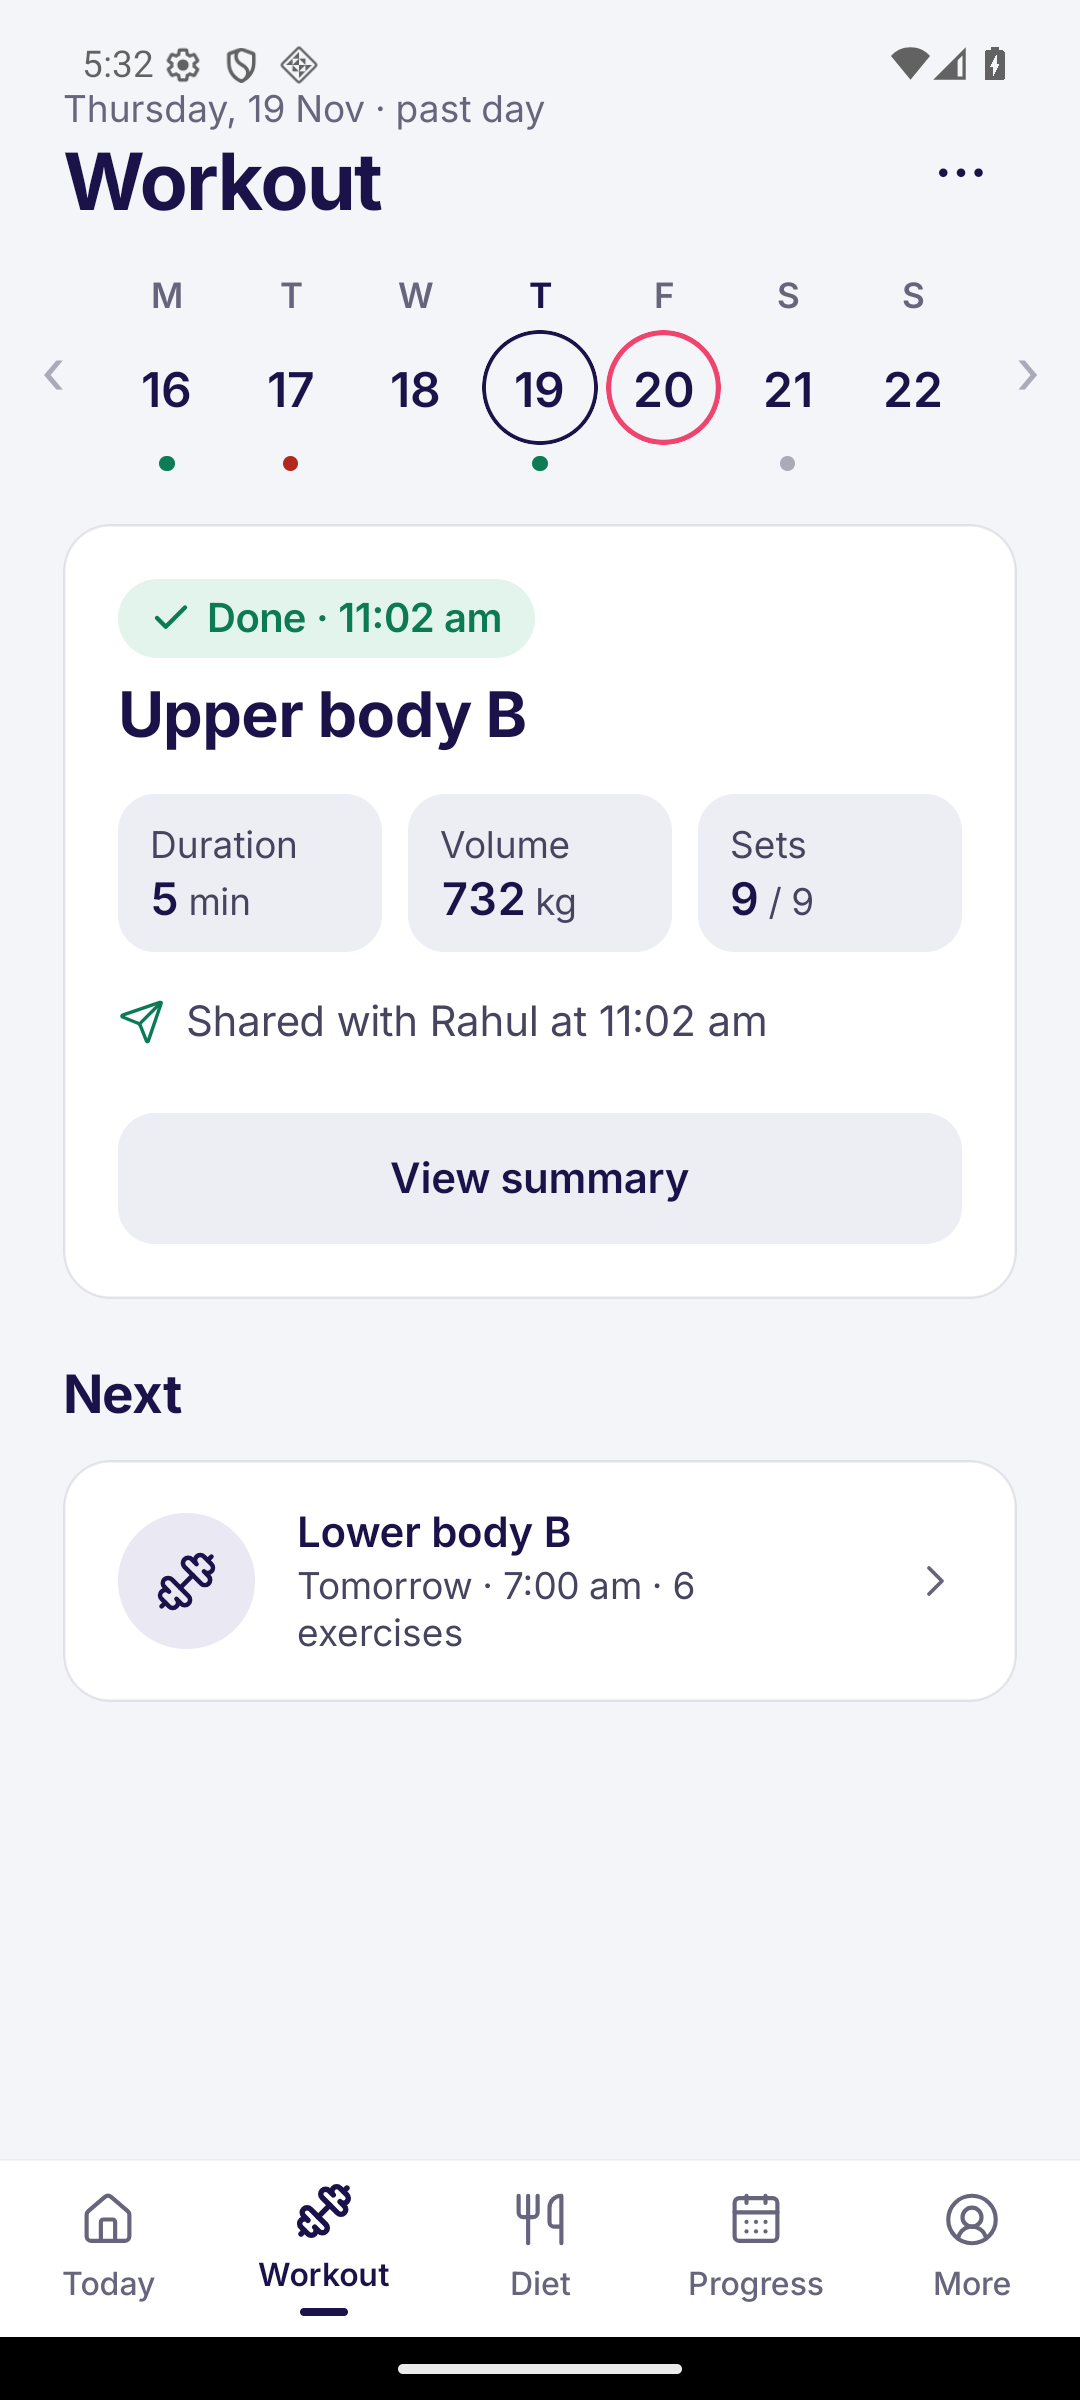 5:32
Thursday, 19 Nov · past day
Workout
M T W T F S S
16 17 18 19 20 21 22
Done · 11:02 am
Upper body B
Duration Volume Sets
5 min 732 kg 9 / 9
Shared with Rahul at 11:02 am
View summary
Next
Lower body B
Tomorrow · 7:00 am · 6
exercises
Today Workout Diet Progress More